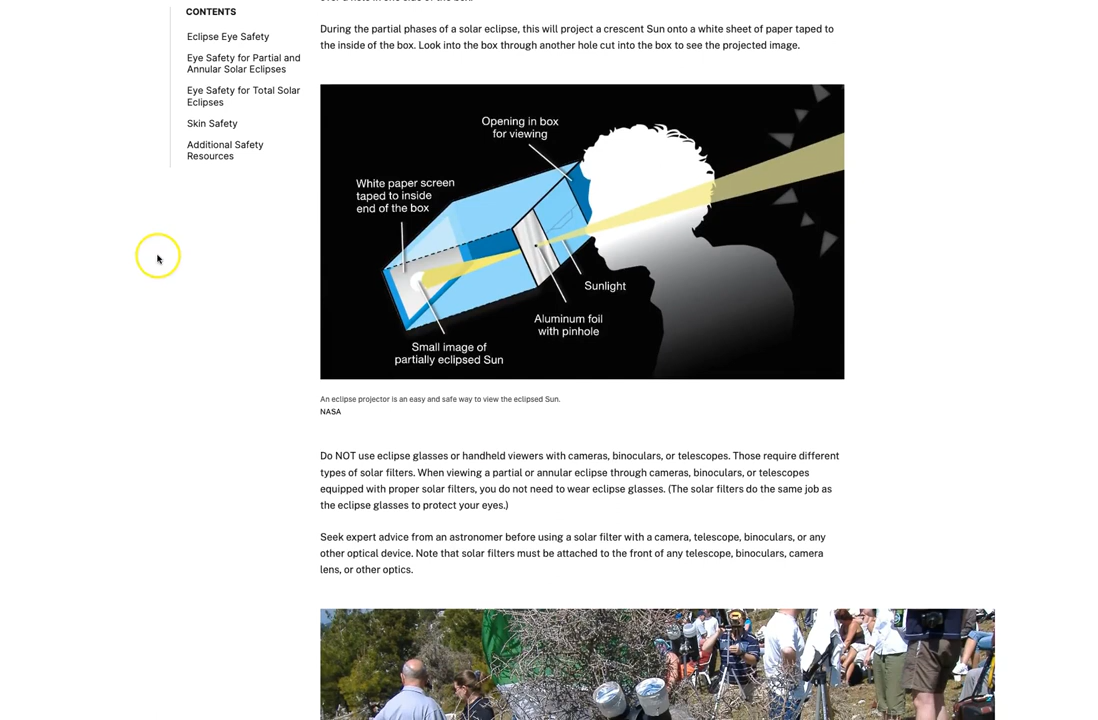 CONTENTS
Eclipse Eye Safety
Eye Safety for Partial and
Annular Solar Eclipses
Eye Safety for Total Solar
Eclipses
Skin Safety
Additional Safety
Resources
During the partial phases of a solar eclipse, this will project a crescent Sun onto a white sheet of paper taped to
the inside of the box. Look into the box through another hole cut into the box to see the projected image.
Opening in box
for viewing
White paper screen
taped to inside
end of the box
Sunlight
Aluminum foil
with pinhole
Small image of
partially eclipsed Sun
An eclipse projector is an easy and safe way to view the eclipsed Sun.
NASA
Do NOT use eclipse glasses or handheld viewers with cameras, binoculars, or telescopes. Those require different
types of solar filters. When viewing a partial or annular eclipse through cameras, binoculars, or telescopes
equipped with proper solar filters, you do not need to wear eclipse glasses. (The solar filters do the same job as
the eclipse glasses to protect your eyes.)
Seek expert advice from an astronomer before using a solar filter with a camera, telescope, binoculars, or any
other optical device. Note that solar filters must be attached to the front of any telescope, binoculars, camera
lens, or other optics.